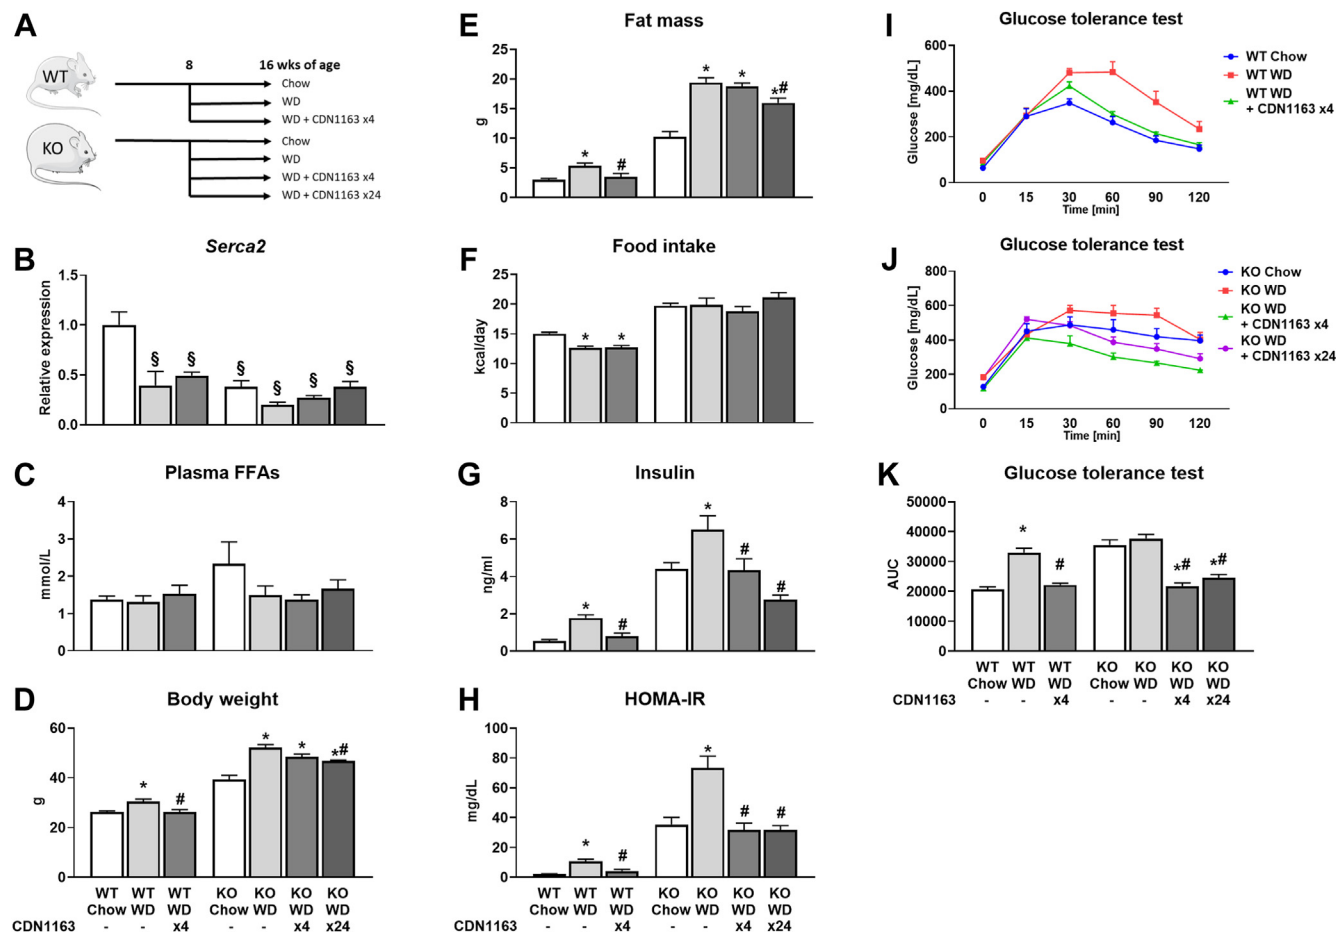 A
WT
KO
8
16 wks of age
Chow
WD
WD + CDN1163 x4
Chow
WD
WD + CDN1163 x4
WD + CDN1163 x24
B
Serca2
Relative expression
1.5
1.0
0.5
0.0
§ § § § § §
C
Plasma FFAs
mmol/L
4
3
2
1
0
D
Body weight
g
60
40
20
0
* # * * *#
WT WT WT KO KO KO KO
Chow WD WD Chow WD WD WD
CDN1163 - - x4 - - x4 x24
E
Fat mass
g
25
20
15
10
5
0
* # * * *#
F
Food intake
kcal/day
25
20
15
10
5
0
* *
G
Insulin
ng/ml
8
6
4
2
0
* # * # #
H
HOMA-IR
mg/dL
100
80
60
40
20
0
* # * # #
WT WT WT KO KO KO KO
Chow WD WD Chow WD WD WD
CDN1163 - - x4 - - x4 x24
I
Glucose tolerance test
Glucose [mg/dL]
600
400
200
0
0 15 30 60 90 120
Time [min]
WT Chow
WT WD
WT WD
+ CDN1163 x4
J
Glucose tolerance test
Glucose [mg/dL]
800
600
400
200
0
0 15 30 60 90 120
Time [min]
KO Chow
KO WD
KO WD
+ CDN1163 x4
KO WD
+ CDN1163 x24
K
Glucose tolerance test
AUC
50000
40000
30000
20000
10000
0
* # *# *#
WT WT WT KO KO KO KO
Chow WD WD Chow WD WD WD
CDN1163 - - x4 - - x4 x24